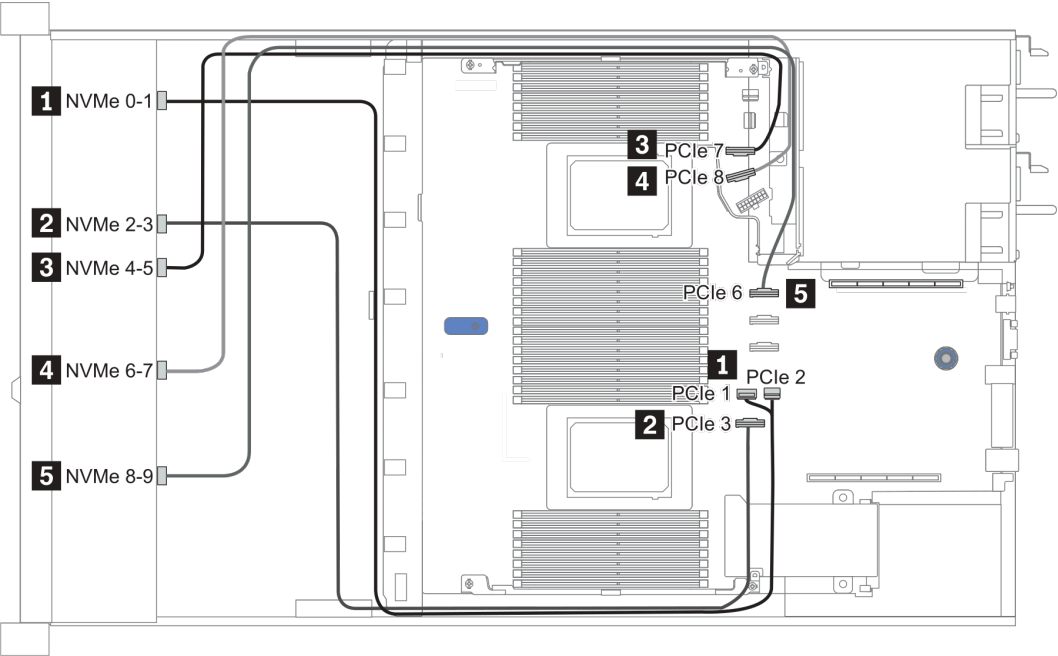 1 NVMe 0-1
2 NVMe 2-3
3 NVMe 4-5
4 NVMe 6-7
5 NVMe 8-9
3 PCIe 7
4 PCIe 8
PCIe 6 5
1
PCIe 2
PCIe 1
2 PCIe 3